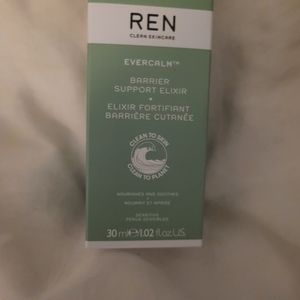 REN
CLEAN SKINCARE
EVERCALM™
BARRIER
SUPPORT ELIXIR
•
ELIXIR FORTIFIANT
BARRIÈRE CUTANÉE
CLEAN TO SKIN
CLEAN TO PLANET
NOURISHES AND SOOTHES
•
NOURRIT ET APAISE
SENSITIVE
PEAUX SENSIBLES
30 ml ℮ 1.02 fl.oz.US.